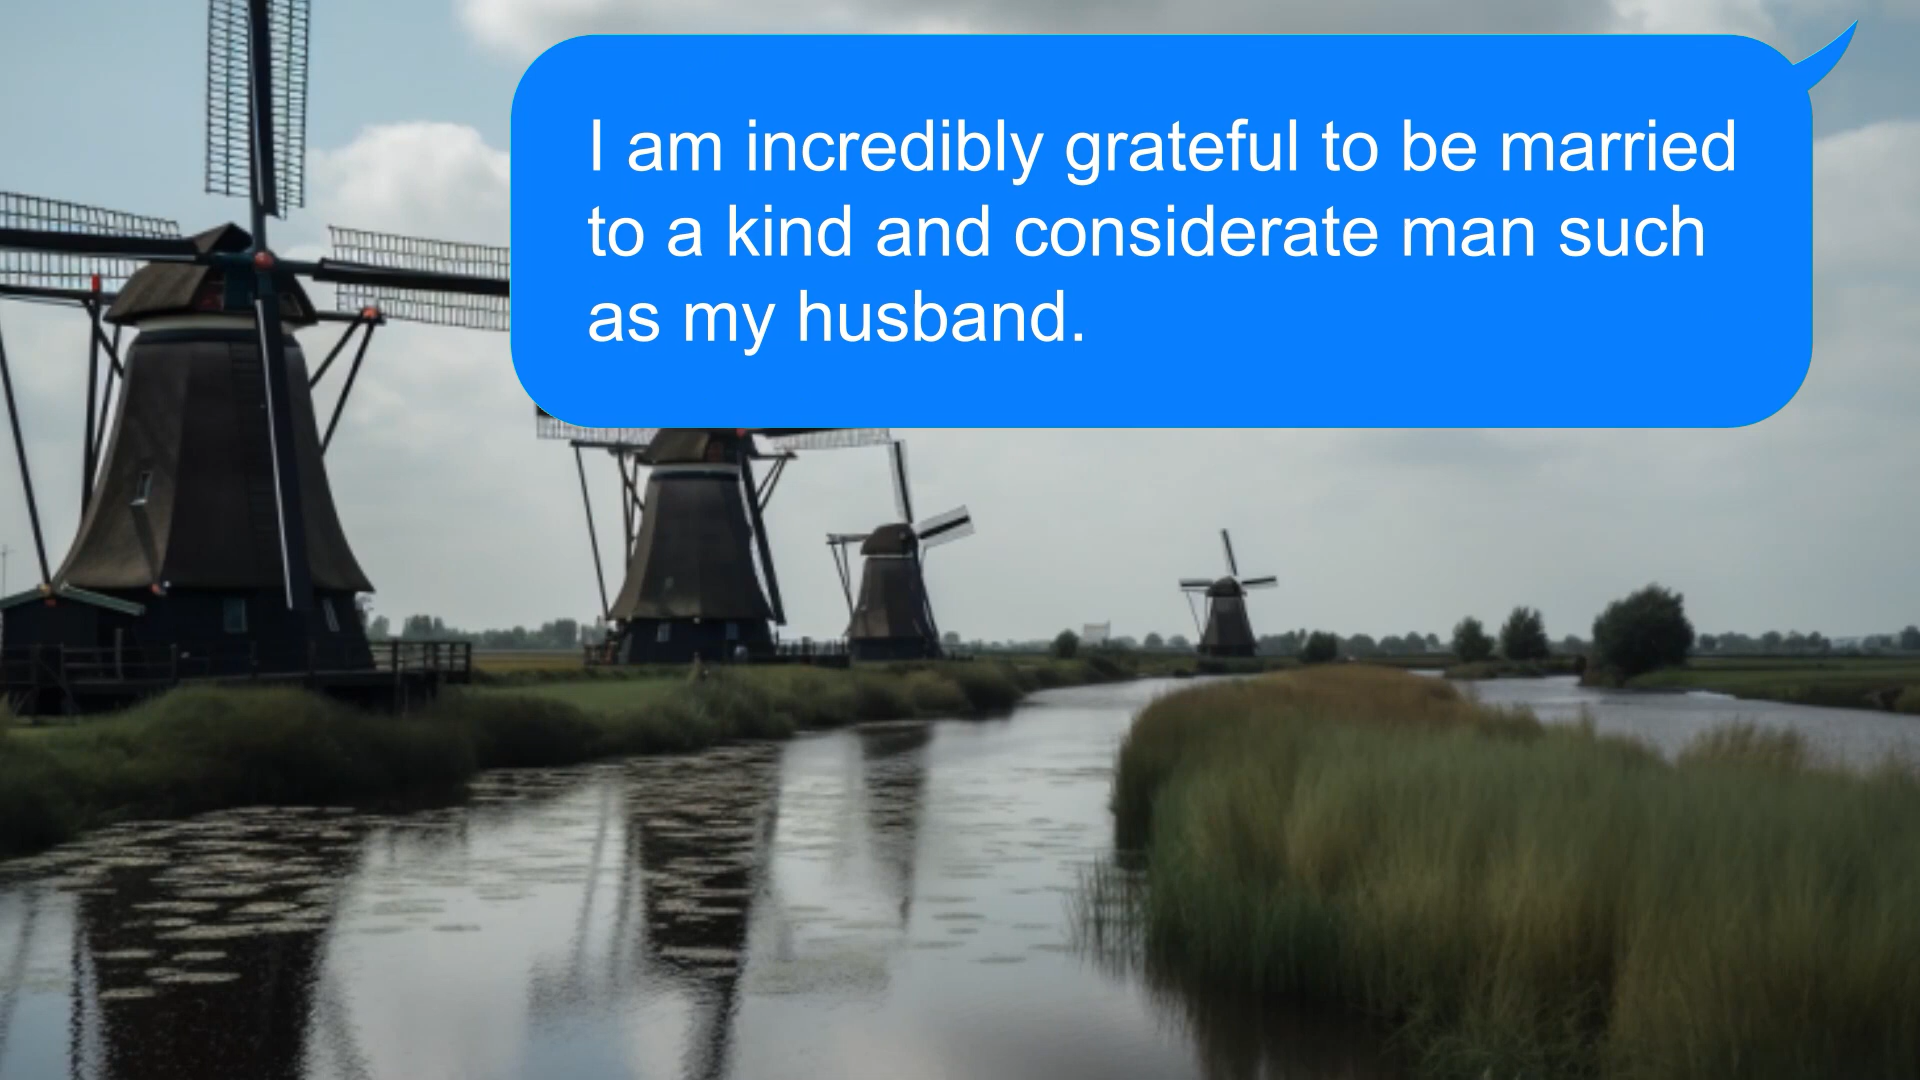 I am incredibly grateful to be married
to a kind and considerate man such
as my husband.